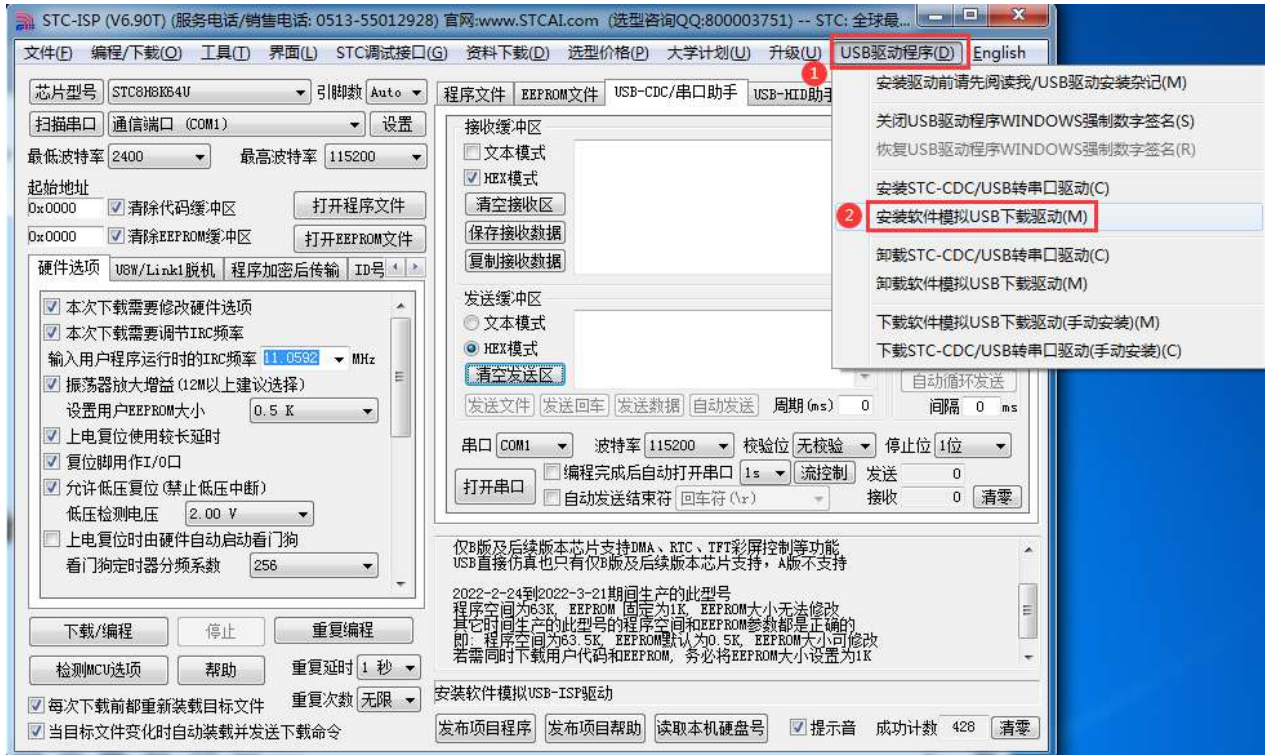 STC-ISP (V6.90T) (服务电话/销售电话: 0513-55012928) 官网:www.STCAI.com (选型咨询QQ:800003751) -- STC: 全球最...
文件(F) 编程/下载(O) 工具(T) 界面(L) STC调试接口(G) 资料下载(D) 选型价格(P) 大学计划(U) 升级(U) USB驱动程序(D) English
1
安装驱动前请先阅读我/USB驱动安装杂记(M)
关闭USB驱动程序WINDOWS强制数字签名(S)
恢复USB驱动程序WINDOWS强制数字签名(R)
安装STC-CDC/USB转串口驱动(C)
2 安装软件模拟USB下载驱动(M)
卸载STC-CDC/USB转串口驱动(C)
卸载软件模拟USB下载驱动(M)
下载软件模拟USB下载驱动(手动安装)(M)
下载STC-CDC/USB转串口驱动(手动安装)(C)
芯片型号 STC8H8K64U 引脚数 Auto
扫描串口 通信端口 (COM1) 设置
最低波特率 2400 最高波特率 115200
起始地址
0x0000 清除代码缓冲区 打开程序文件
0x0000 清除EEPROM缓冲区 打开EEPROM文件
硬件选项 U8W/Link1脱机 程序加密后传输 ID号
本次下载需要修改硬件选项
本次下载需要调节IRC频率
输入用户程序运行时的IRC频率 11.0592 MHz
振荡器放大增益(12M以上建议选择)
设置用户EEPROM大小 0.5 K
上电复位使用较长延时
复位脚用作I/O口
允许低压复位(禁止低压中断)
低压检测电压 2.00 V
上电复位时由硬件自动启动看门狗
看门狗定时器分频系数 256
下载/编程 停止 重复编程
检测MCU选项 帮助 重复延时 1 秒
每次下载前都重新装载目标文件 重复次数 无限
当目标文件变化时自动装载并发送下载命令
程序文件 EEPROM文件 USB-CDC/串口助手 USB-HID助手
接收缓冲区
文本模式
HEX模式
清空接收区
保存接收数据
复制接收数据
发送缓冲区
文本模式
HEX模式
清空发送区 自动循环发送
发送文件 发送回车 发送数据 自动发送 周期(ms) 0 间隔 0 ms
串口 COM1 波特率 115200 校验位 无校验 停止位 1位
打开串口 编程完成后自动打开串口 1s 流控制 发送 0
自动发送结束符 回车符(\r) 接收 0 清零
仅B版及后续版本芯片支持DMA、RTC、TFT彩屏控制等功能
USB直接仿真也只有仅B版及后续版本芯片支持，A版不支持
2022-2-24到2022-3-21期间生产的此型号
程序空间为63K, EEPROM 固定为1K, EEPROM大小无法修改
其它时间生产的此型号的程序空间和EEPROM参数都是正确的
即: 程序空间为63.5K, EEPROM默认为0.5K, EEPROM大小可修改
若需同时下载用户代码和EEPROM, 务必将EEPROM大小设置为1K
安装软件模拟USB-ISP驱动
发布项目程序 发布项目帮助 读取本机硬盘号 提示音 成功计数 428 清零